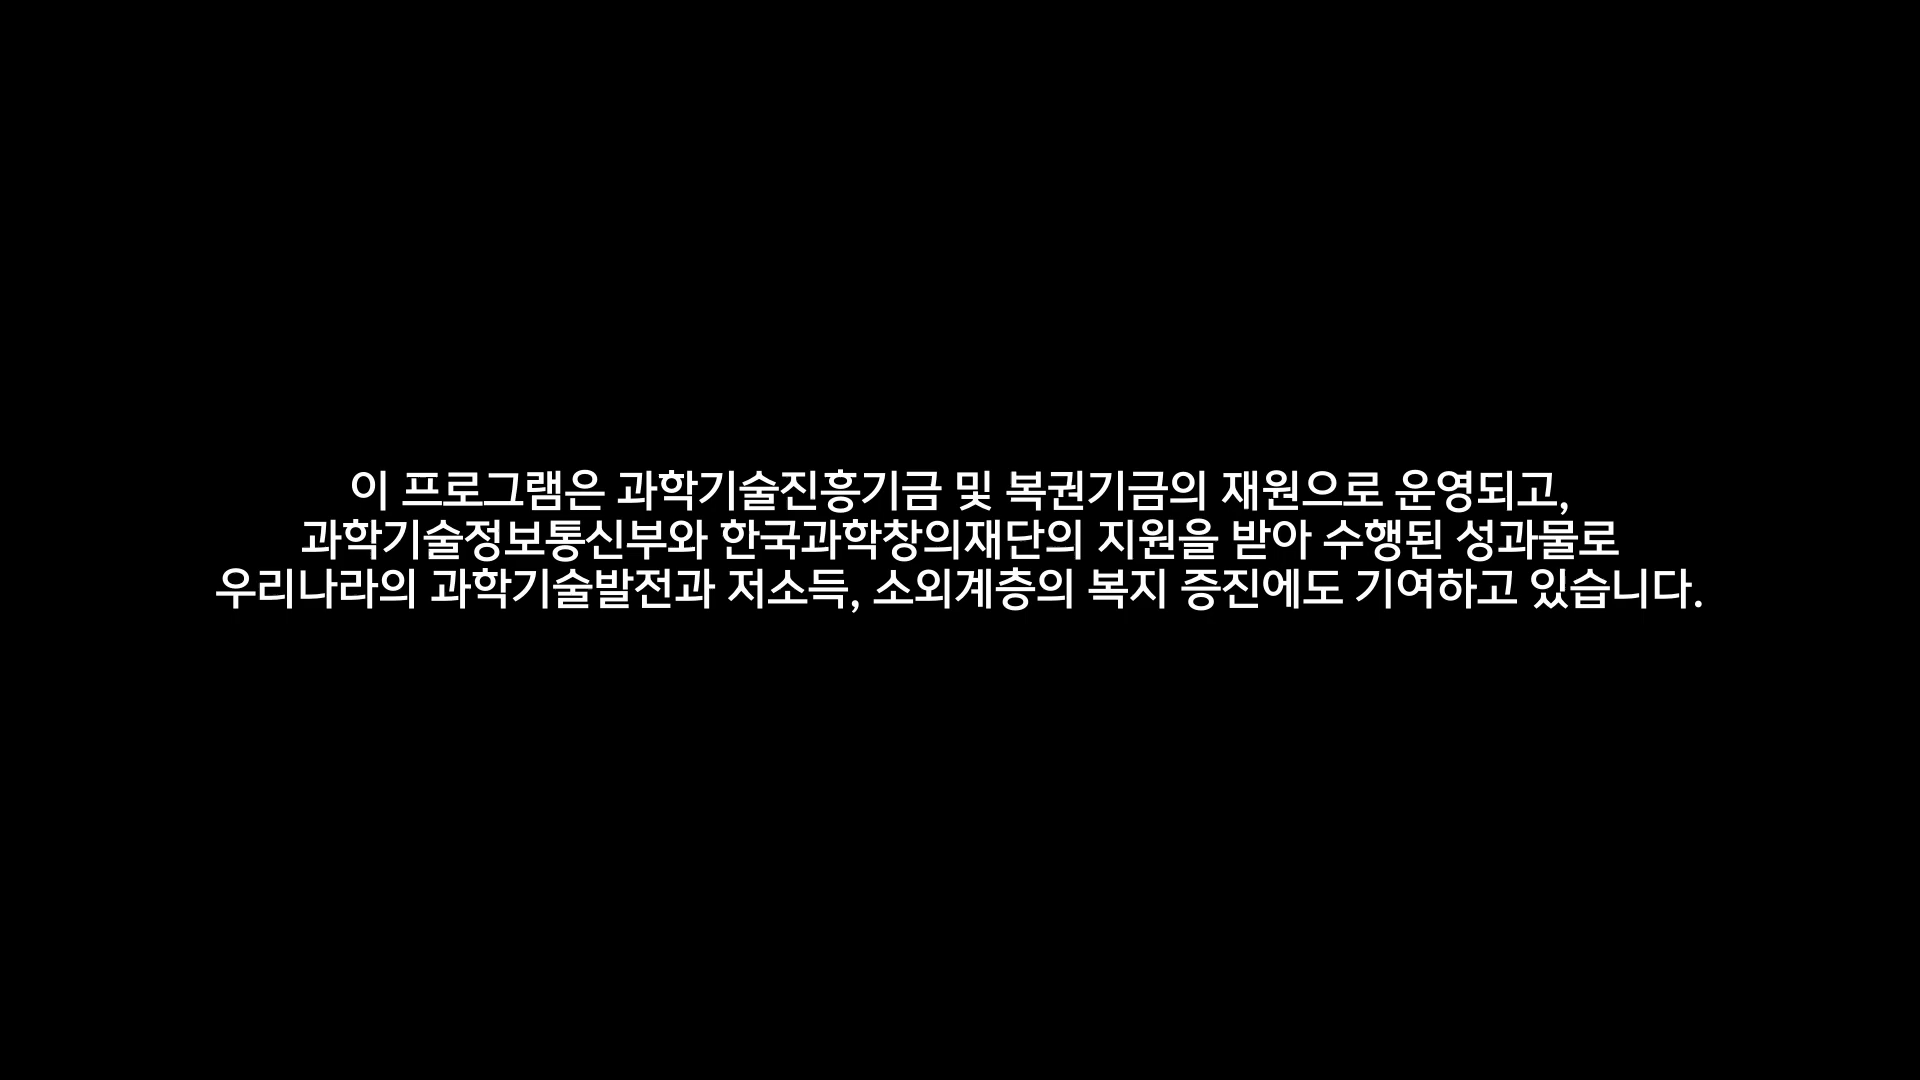 이 프로그램은 과학기술진흥기금 및 복권기금의 재원으로 운영되고,
과학기술정보통신부와 한국과학창의재단의 지원을 받아 수행된 성과물로
우리나라의 과학기술발전과 저소득, 소외계층의 복지 증진에도 기여하고 있습니다.